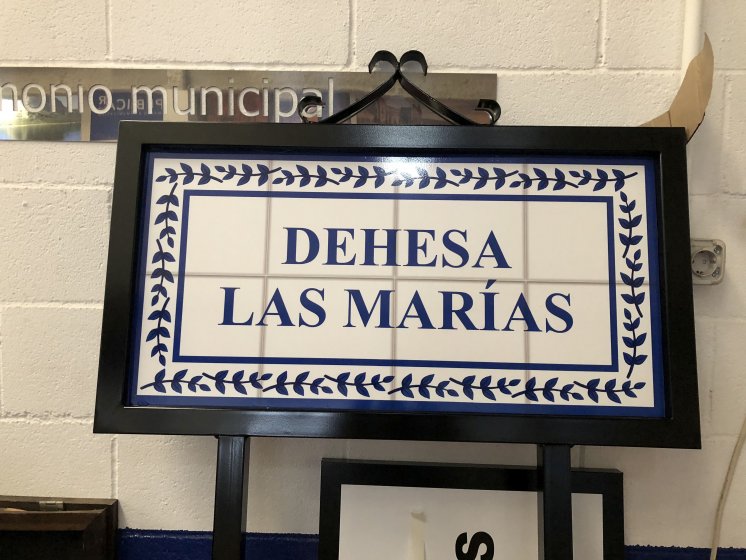 monio municipal
DEHESA
LAS MARÍAS
S